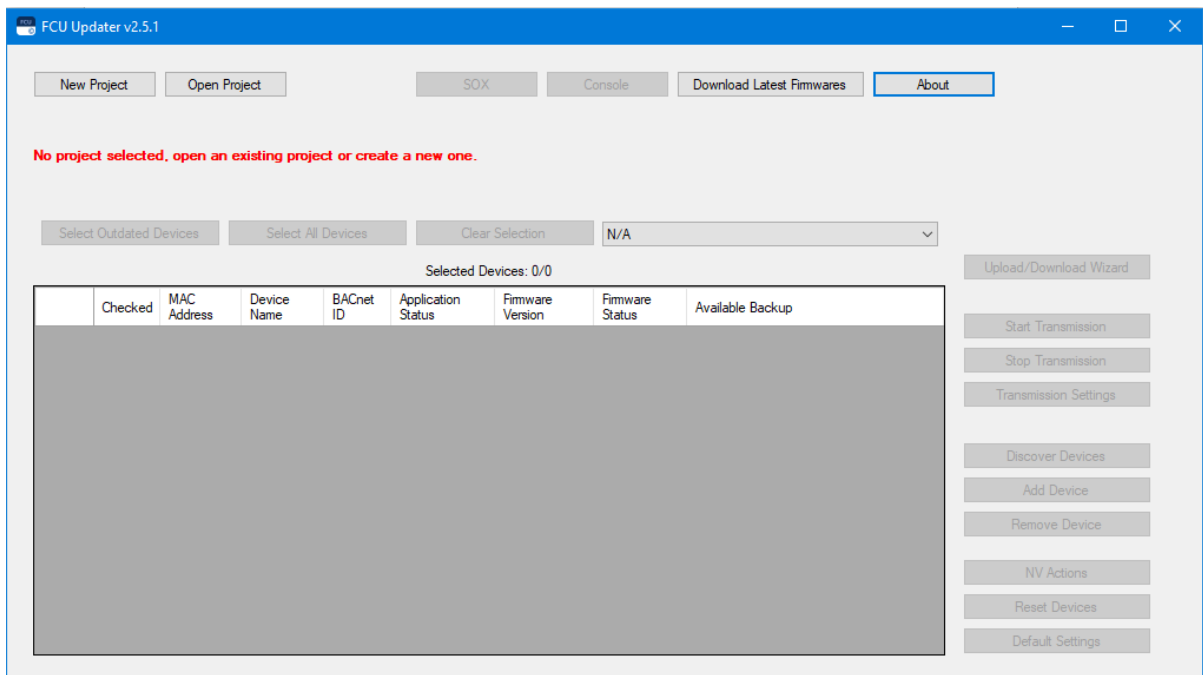 FCU Updater v2.5.1
New Project Open Project SOX Console Download Latest Firmwares About
No project selected, open an existing project or create a new one.
Select Outdated Devices Select All Devices Clear Selection N/A
Upload/Download Wizard
Selected Devices: 0/0
Checked MAC Address Device Name BACnet ID Application Status Firmware Version Firmware Status Available Backup
Start Transmission
Stop Transmission
Transmission Settings
Discover Devices
Add Device
Remove Device
NV Actions
Reset Devices
Default Settings